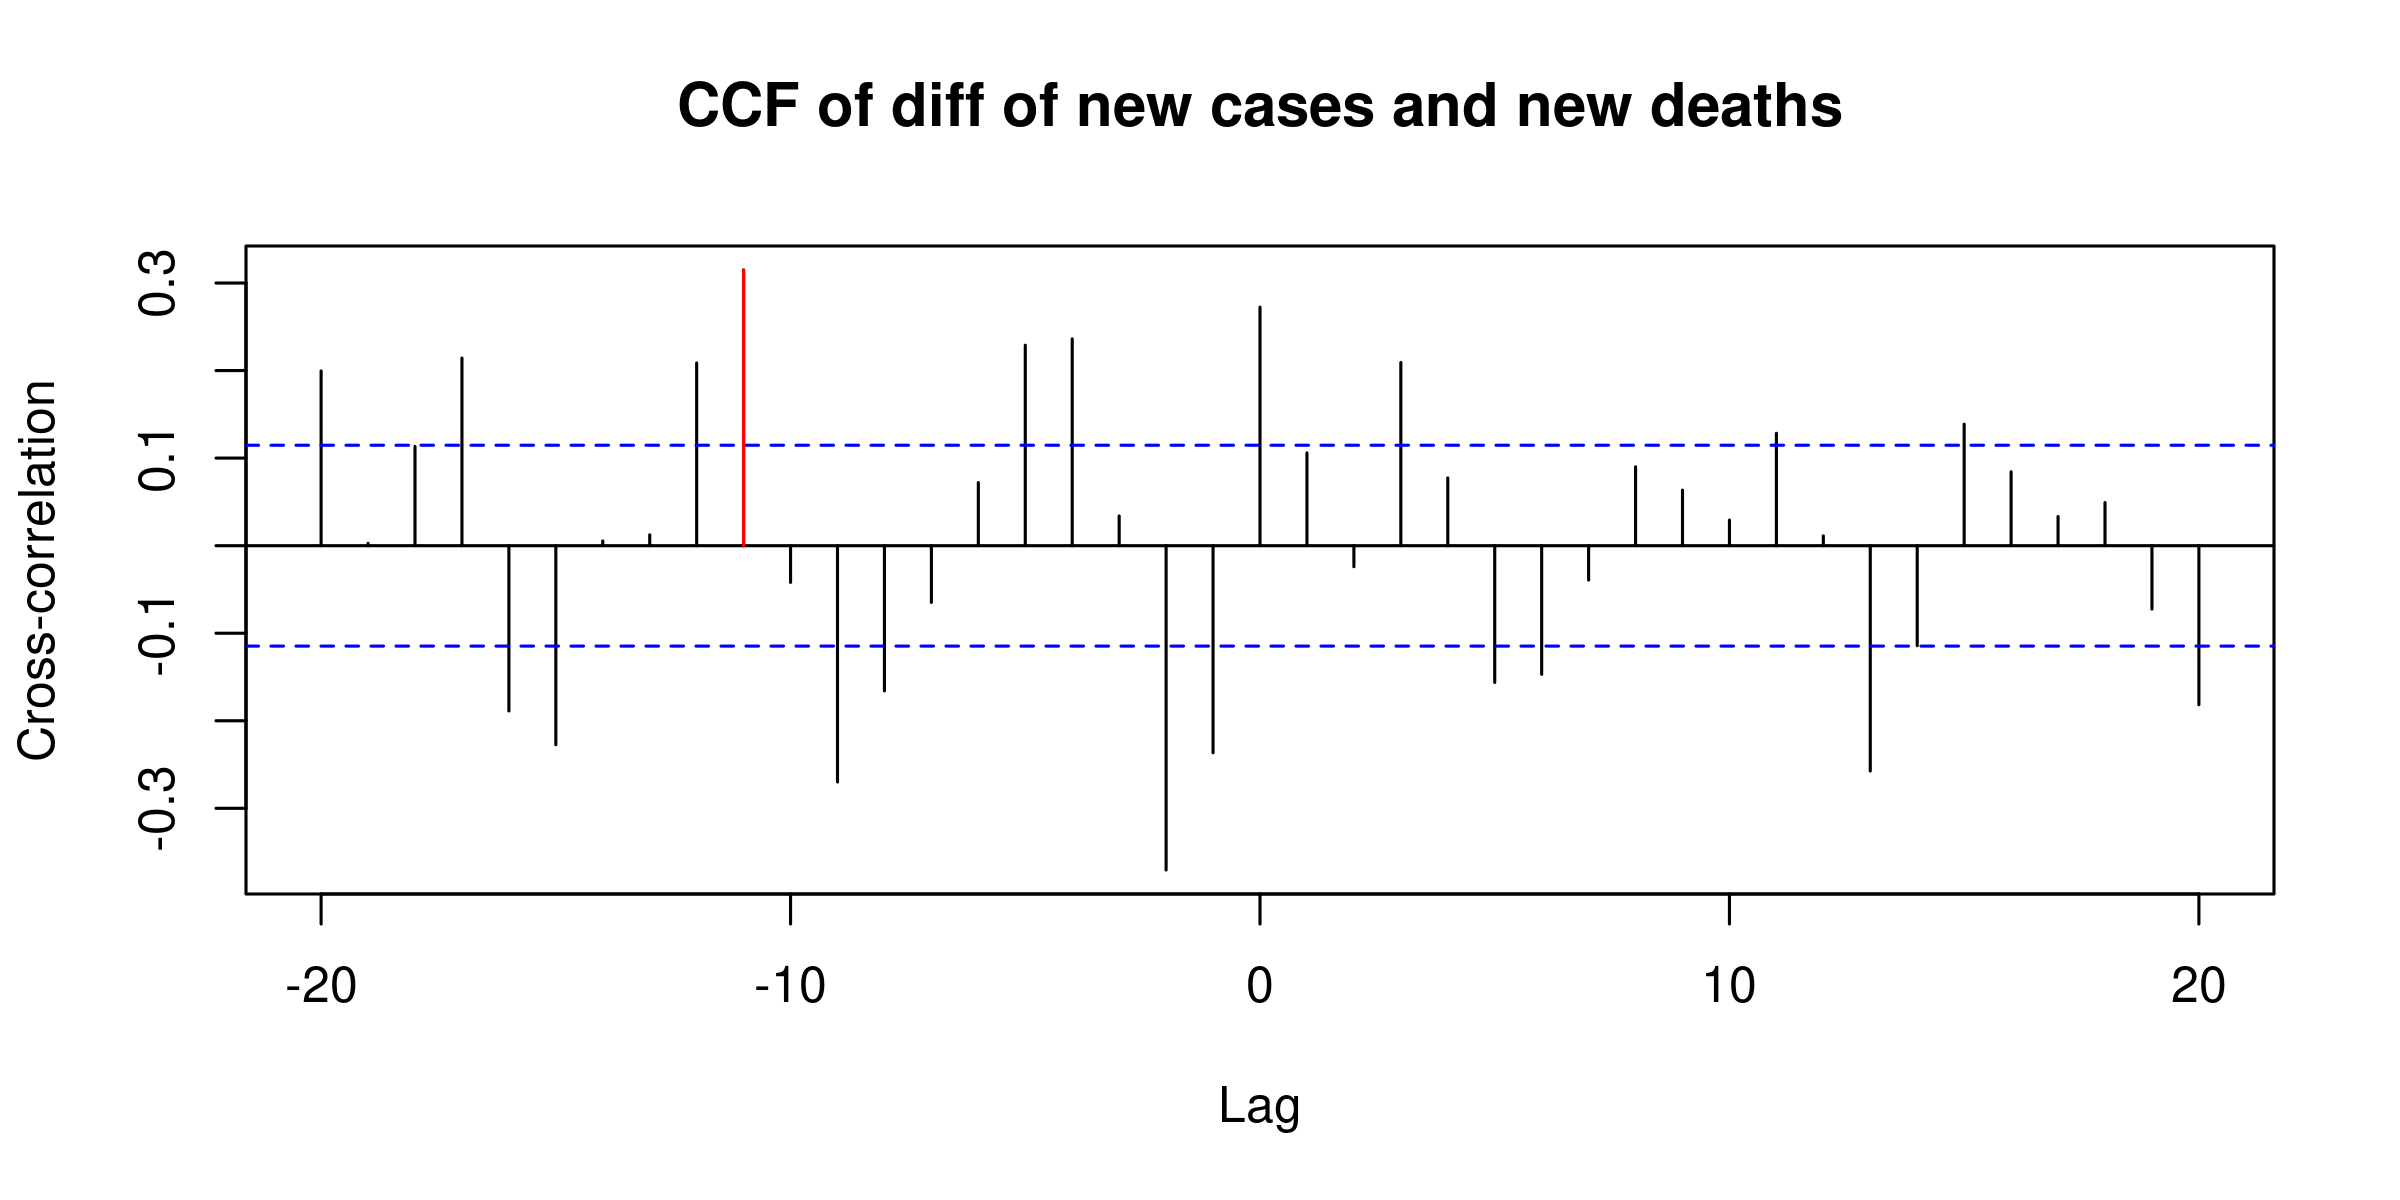 CCF of diff of new cases and new deaths
Cross-correlation
0.3
0.1
-0.1
-0.3
-20 -10 0 10 20
Lag